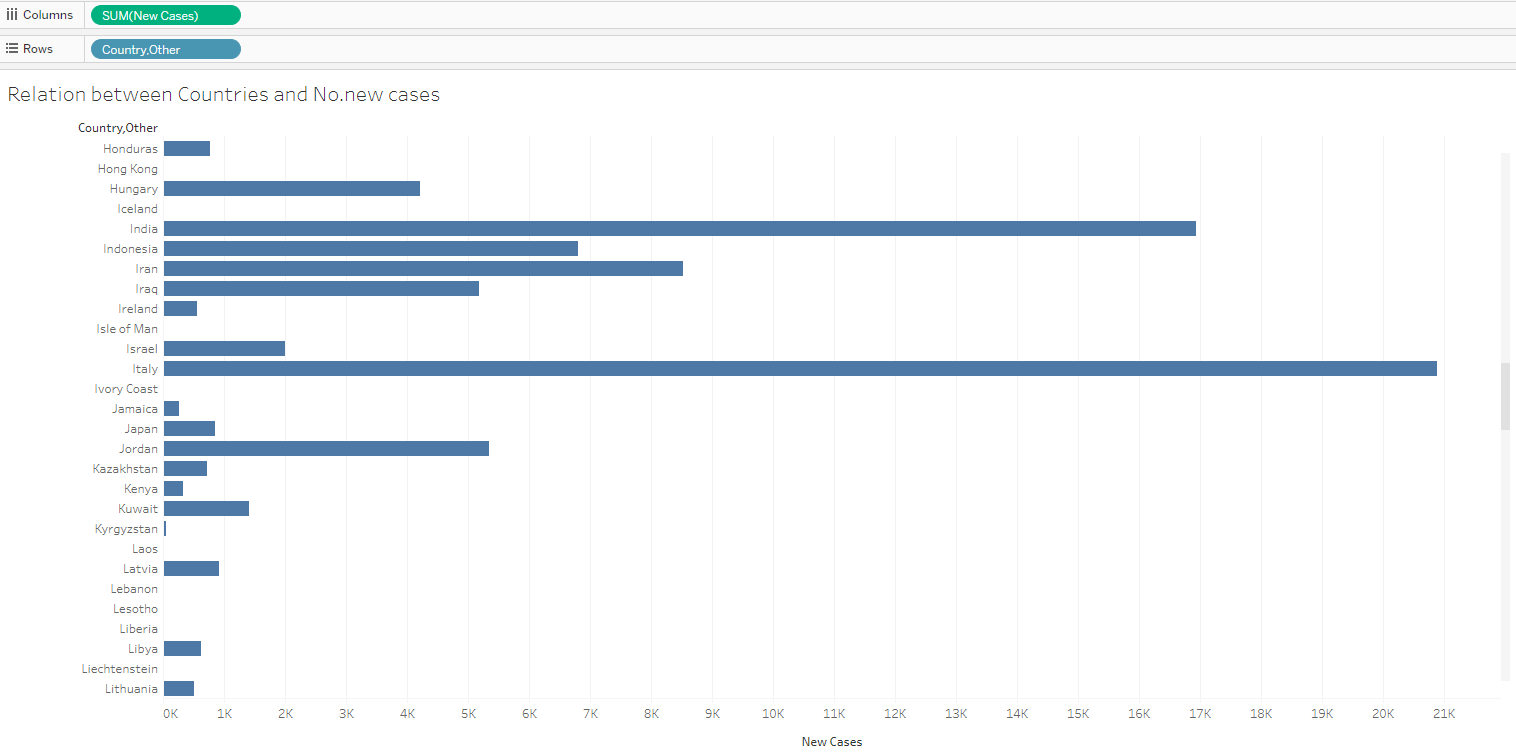 Columns SUM(New Cases)
Rows Country,Other
Relation between Countries and No.new cases
Country,Other
Honduras
Hong Kong
Hungary
Iceland
India
Indonesia
Iran
Iraq
Ireland
Isle of Man
Israel
Italy
Ivory Coast
Jamaica
Japan
Jordan
Kazakhstan
Kenya
Kuwait
Kyrgyzstan
Laos
Latvia
Lebanon
Lesotho
Liberia
Libya
Liechtenstein
Lithuania
0K 1K 2K 3K 4K 5K 6K 7K 8K 9K 10K 11K 12K 13K 14K 15K 16K 17K 18K 19K 20K 21K
New Cases